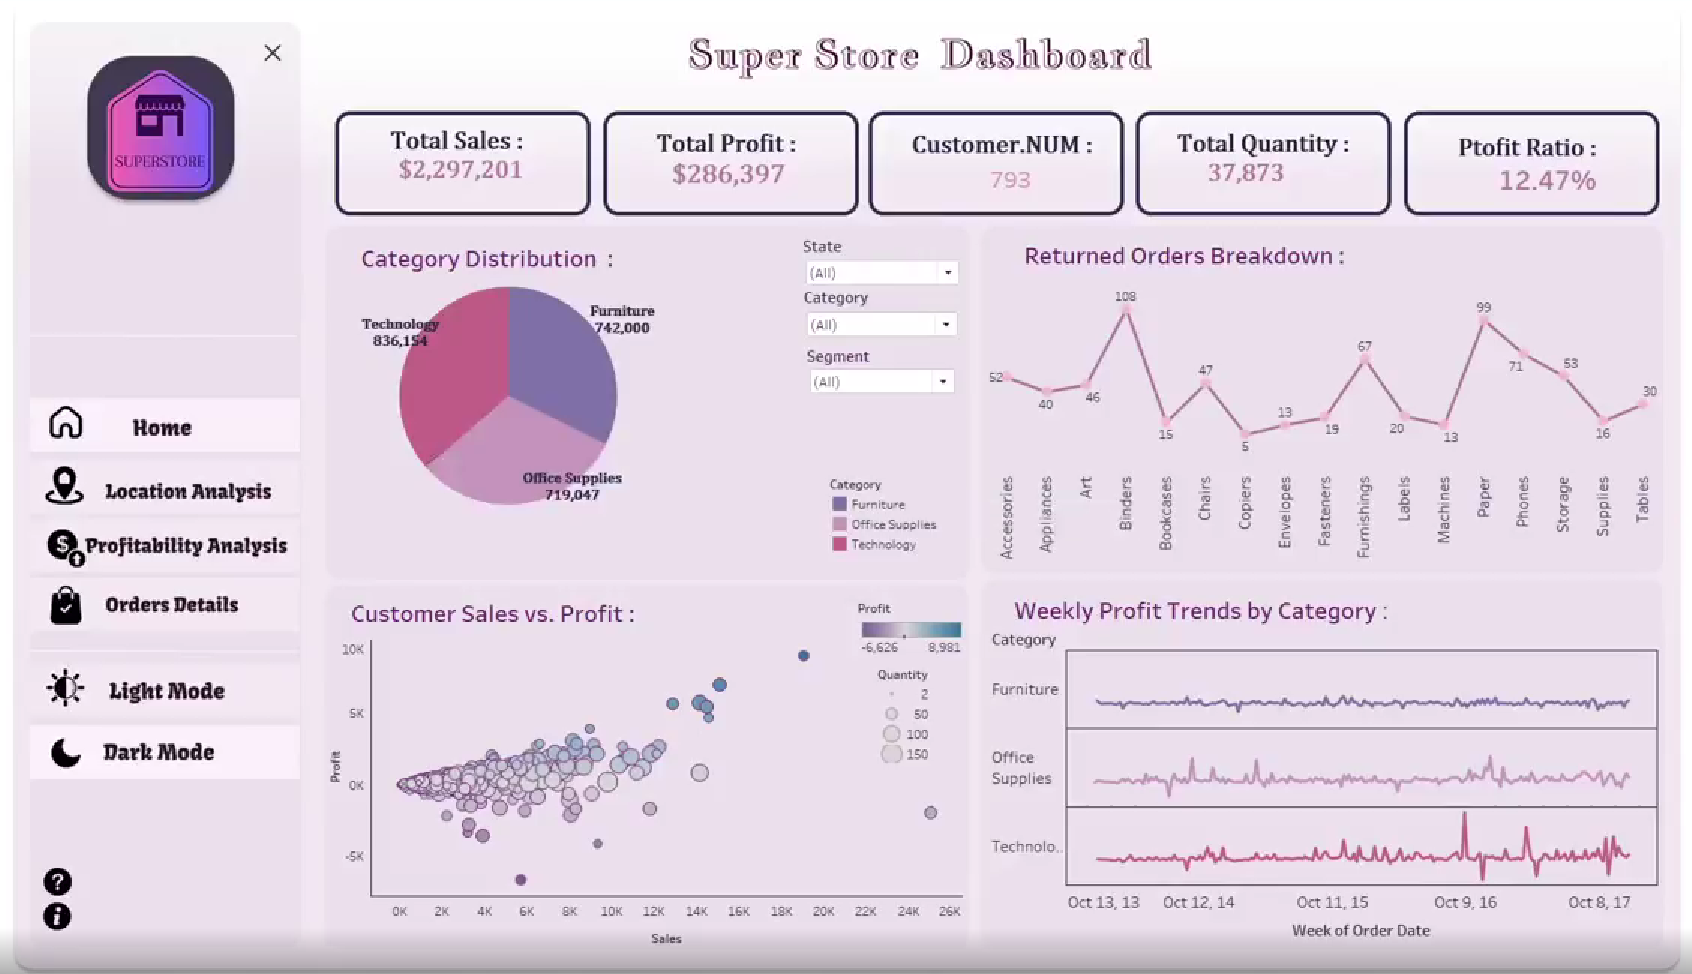 Super Store Dashboard
SUPERSTORE
Total Sales :
$2,297,201
Total Profit :
$286,397
Customer.NUM :
793
Total Quantity :
37,873
Ptofit Ratio :
12.47%
Home
Location Analysis
Profitability Analysis
Orders Details
Light Mode
Dark Mode
Category Distribution :
Technology
836,154
Furniture
742,000
Office Supplies
719,047
State
(All)
Category
(All)
Segment
(All)
Category
Furniture
Office Supplies
Technology
Returned Orders Breakdown :
52
40
46
108
15
47
5
13
19
67
20
13
99
71
53
16
30
Accessories
Appliances
Art
Binders
Bookcases
Chairs
Copiers
Envelopes
Fasteners
Furnishings
Labels
Machines
Paper
Phones
Storage
Supplies
Tables
Customer Sales vs. Profit :
Profit
-6,626 8,981
Quantity
2
50
100
150
10K
5K
0K
-5K
Profit
0K 2K 4K 6K 8K 10K 12K 14K 16K 18K 20K 22K 24K 26K
Sales
Weekly Profit Trends by Category :
Category
Furniture
Office
Supplies
Technolo..
Oct 13, 13 Oct 12, 14 Oct 11, 15 Oct 9, 16 Oct 8, 17
Week of Order Date